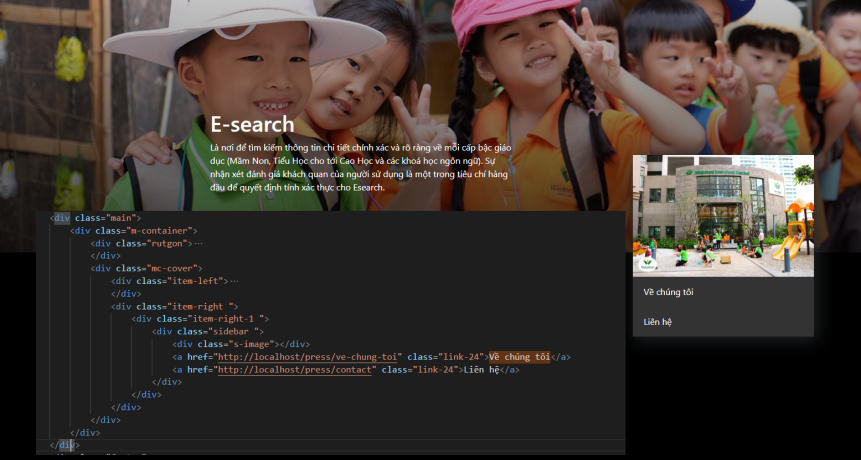 E-search
Là nơi để tìm kiếm thông tin chi tiết chính xác và rõ ràng về mỗi cấp bậc giáo
dục (Mầm Non, Tiểu Học cho tới Cao Học và các khoá học ngôn ngữ). Sự
nhận xét đánh giá khách quan của người sử dụng là một trong tiêu chí hàng
đầu để quyết định tính xác thực cho Esearch.
<div class="main">
<div class="m-container">
<div class="rutgon">⋯
</div>
<div class="mc-cover">
<div class="item-left">⋯
</div>
<div class="item-right ">
<div class="item-right-1 ">
<div class="sidebar ">
<div class="s-image"></div>
<a href="http://localhost/press/ve-chung-toi" class="link-24">Về chúng tôi</a>
<a href="http://localhost/press/contact" class="link-24">Liên hệ</a>
</div>
</div>
</div>
</div>
</div>
</div>
Về chúng tôi
Liên hệ